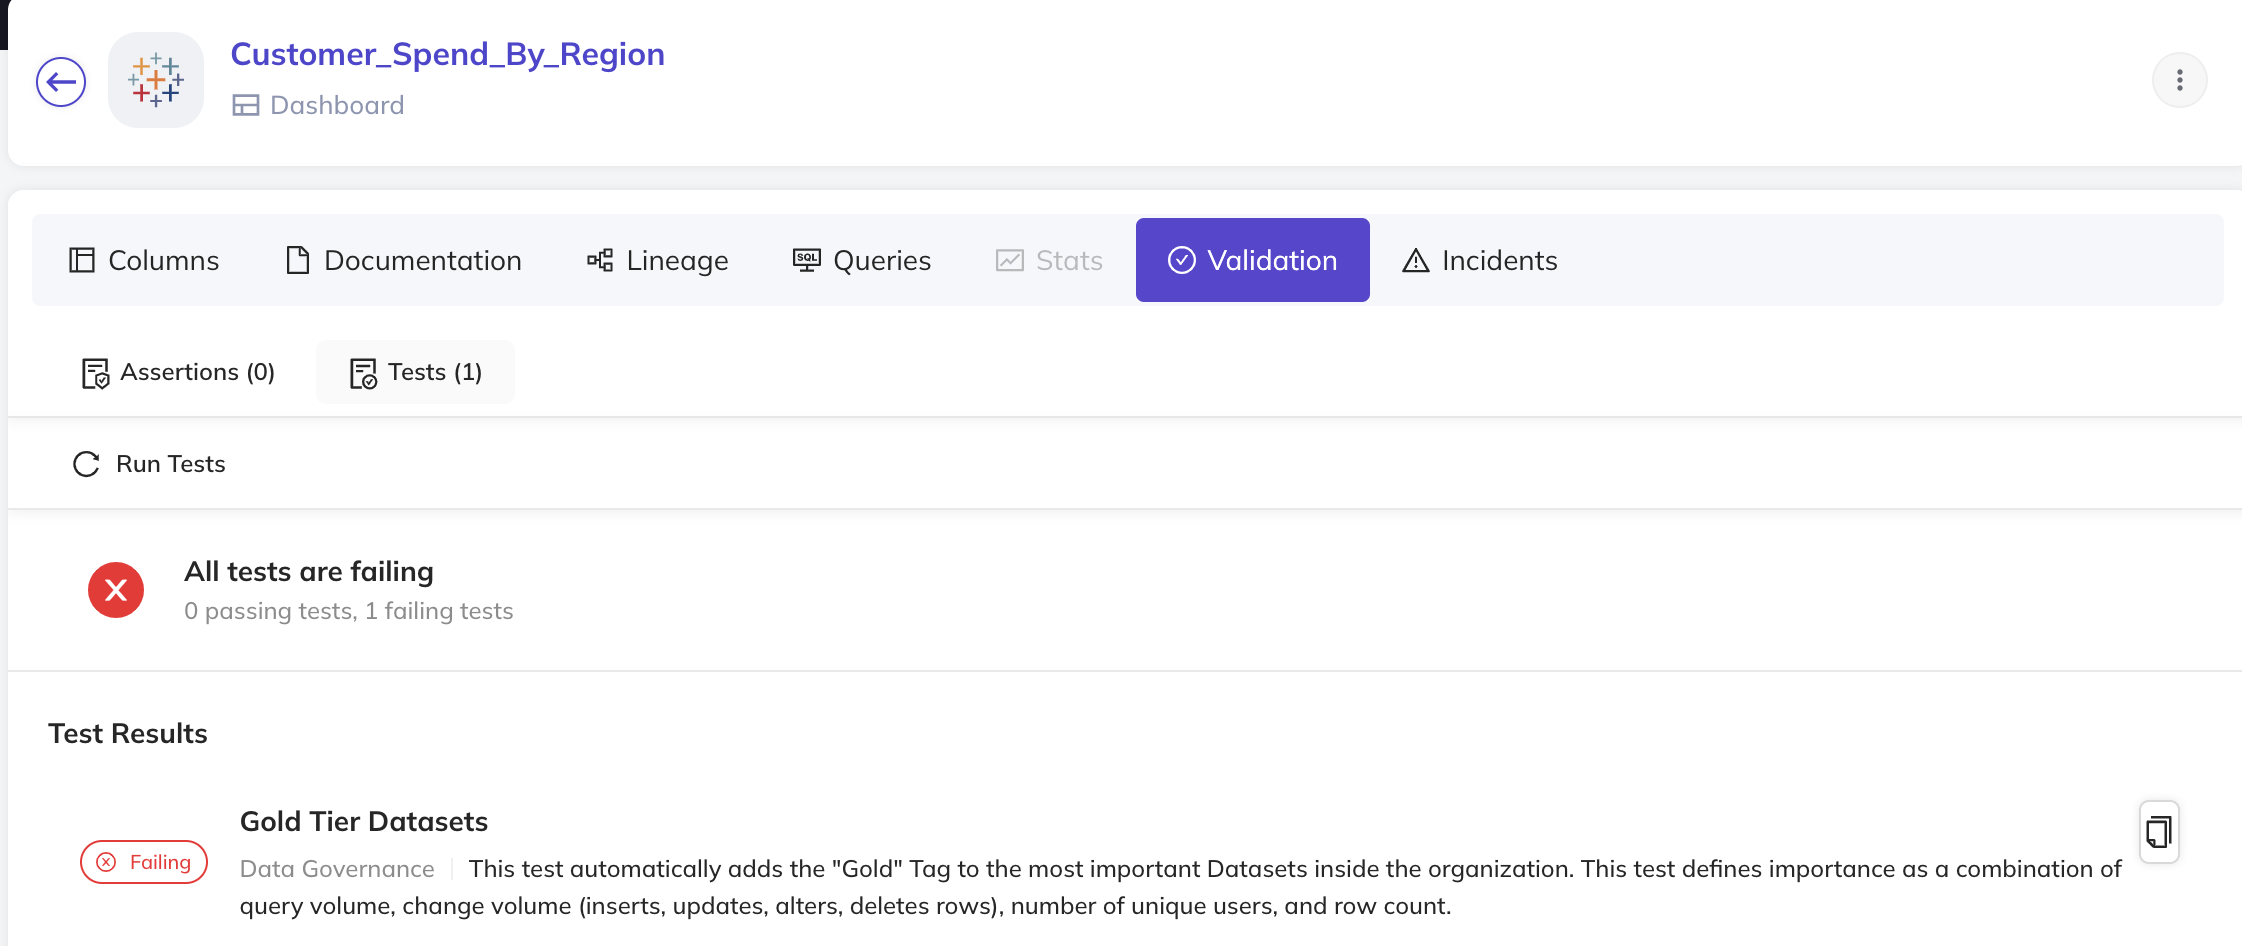 Customer_Spend_By_Region
Dashboard
Columns Documentation Lineage SQL Queries Stats Validation Incidents
Assertions (0) Tests (1)
Run Tests
All tests are failing
0 passing tests, 1 failing tests
Test Results
Gold Tier Datasets
Failing
Data Governance This test automatically adds the "Gold" Tag to the most important Datasets inside the organization. This test defines importance as a combination of
query volume, change volume (inserts, updates, alters, deletes rows), number of unique users, and row count.